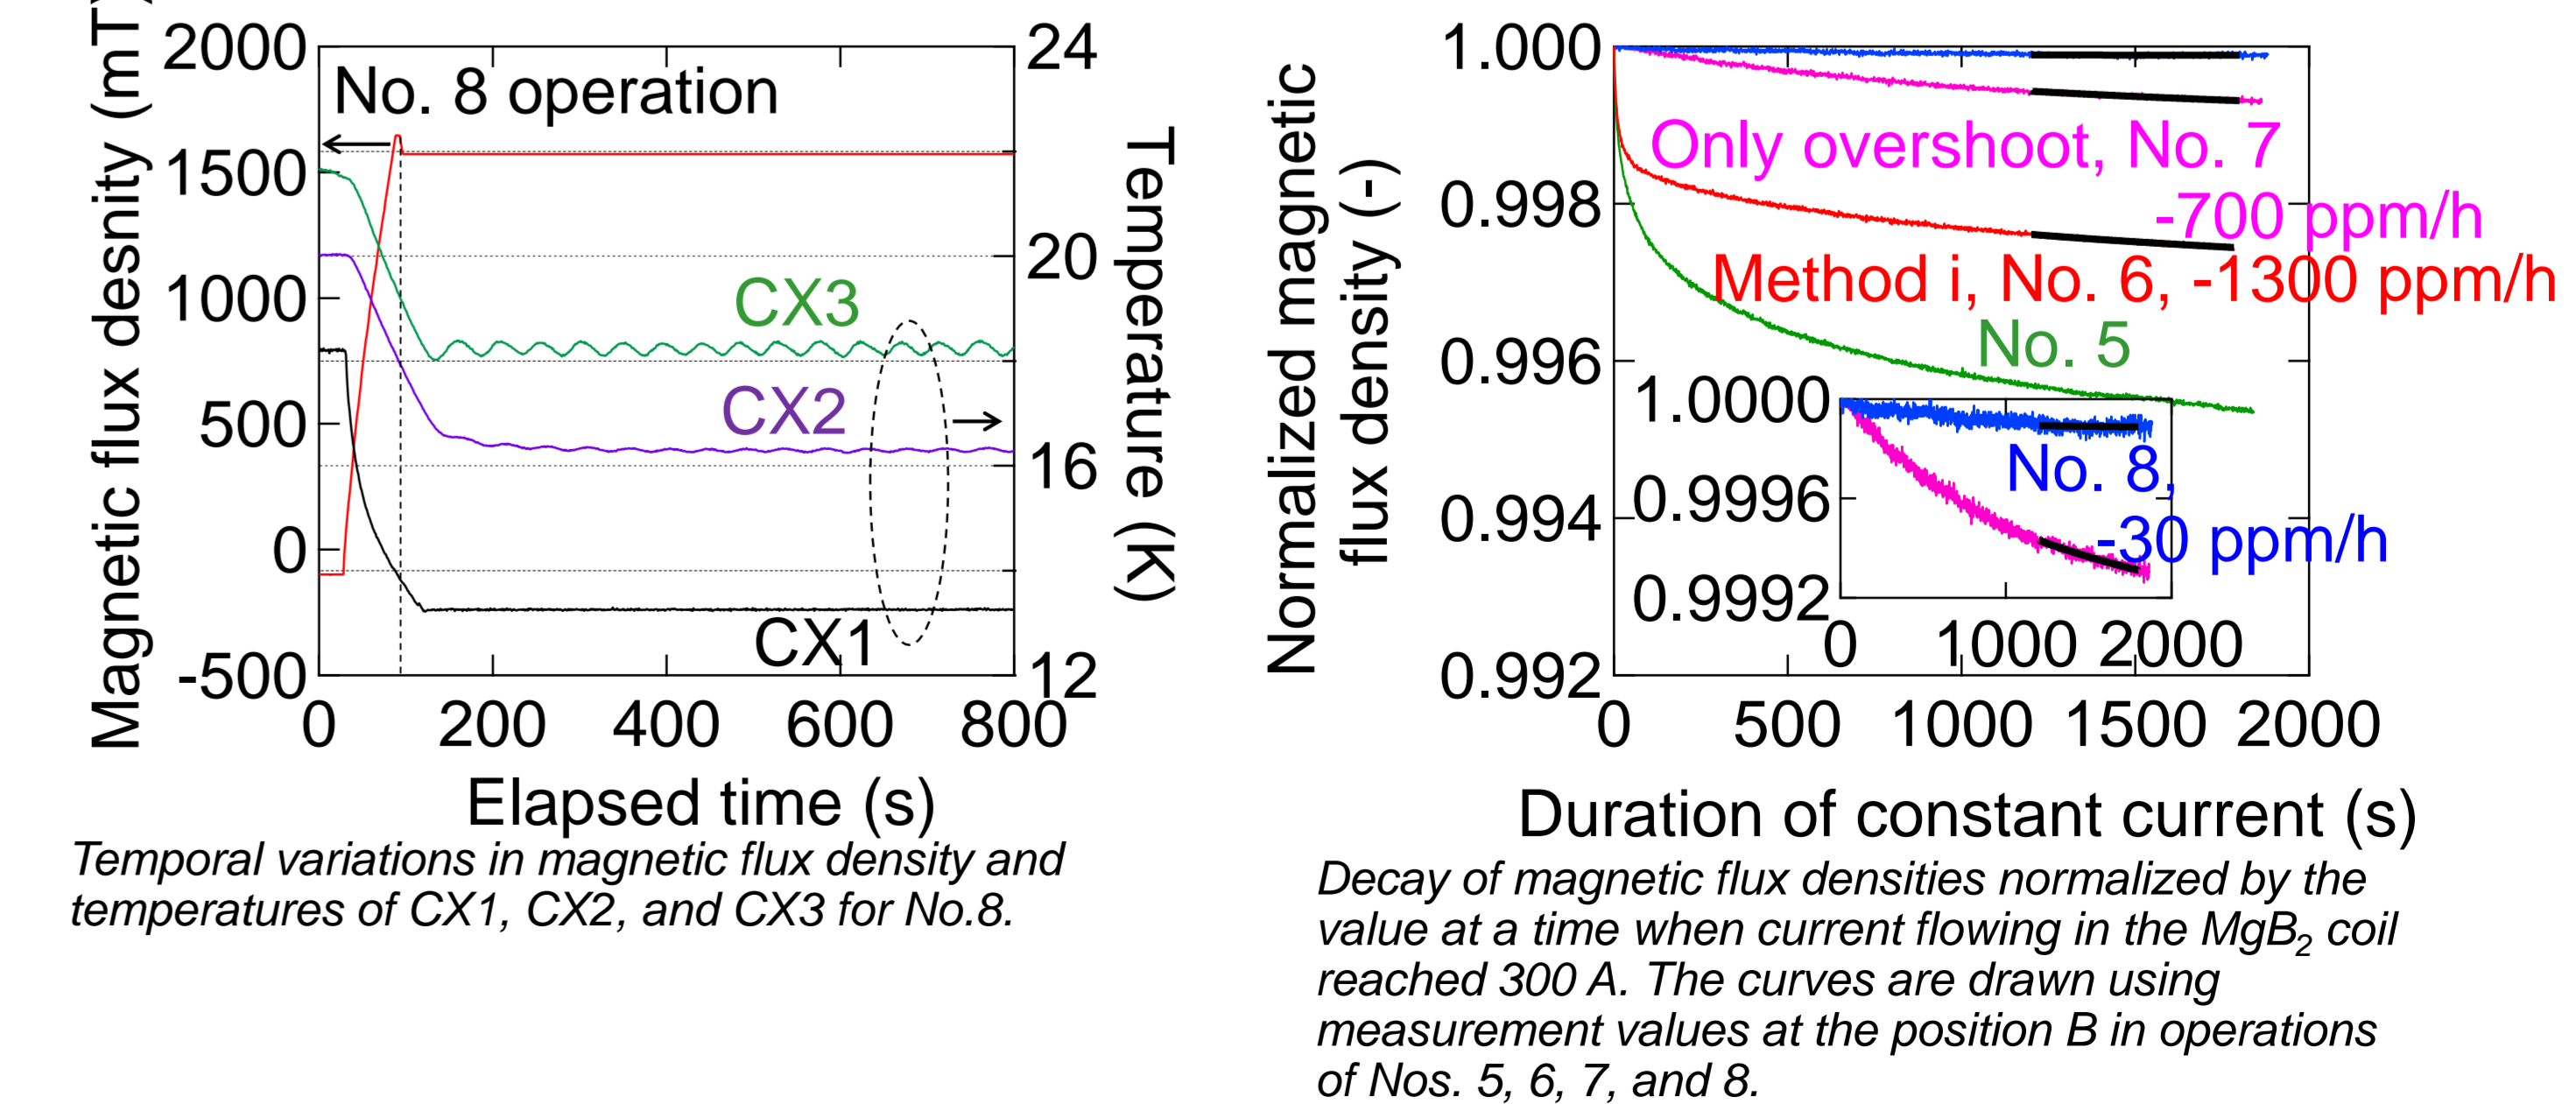 Magnetic flux desnity (mT)
2000
1500
1000
500
0
-500
No. 8 operation
CX3
CX2
CX1
24
20
16
12
Temperature (K)
0 200 400 600 800
Elapsed time (s)
Temporal variations in magnetic flux density and
temperatures of CX1, CX2, and CX3 for No.8.
Normalized magnetic
flux density (-)
1.000
0.998
0.996
0.994
0.992
Only overshoot, No. 7
-700 ppm/h
Method i, No. 6, -1300 ppm/h
No. 5
1.0000
0.9996
0.9992
No. 8,
-30 ppm/h
0 1000 2000
0 500 1000 1500 2000
Duration of constant current (s)
Decay of magnetic flux densities normalized by the
value at a time when current flowing in the MgB₂ coil
reached 300 A. The curves are drawn using
measurement values at the position B in operations
of Nos. 5, 6, 7, and 8.